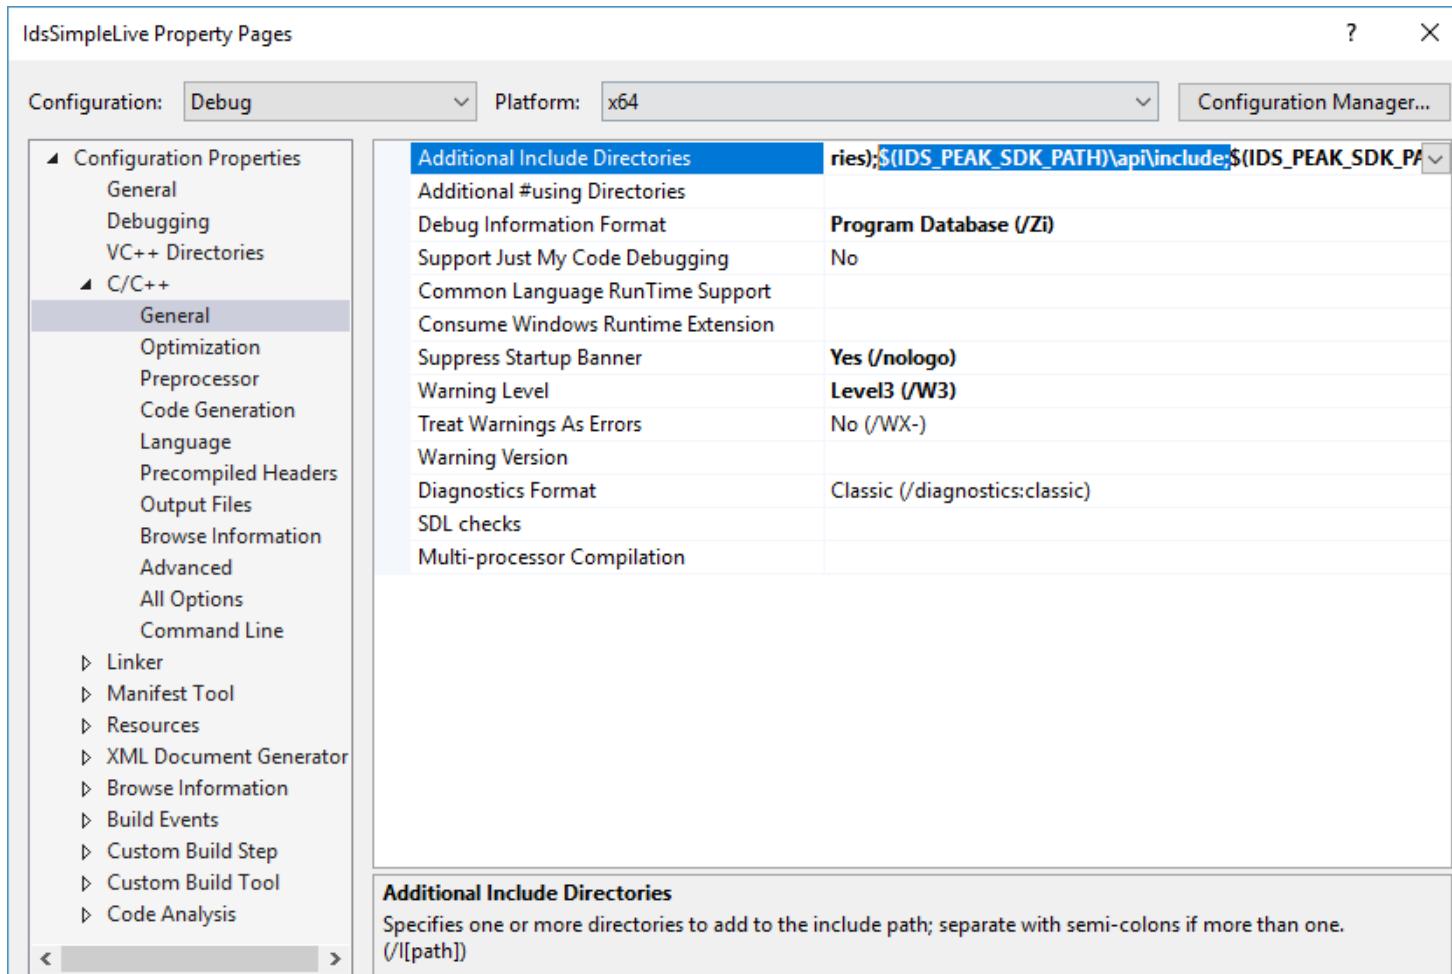 IdsSimpleLive Property Pages
?
Configuration: Debug Platform: x64 Configuration Manager...
Configuration Properties
General
Debugging
VC++ Directories
C/C++
General
Optimization
Preprocessor
Code Generation
Language
Precompiled Headers
Output Files
Browse Information
Advanced
All Options
Command Line
Linker
Manifest Tool
Resources
XML Document Generator
Browse Information
Build Events
Custom Build Step
Custom Build Tool
Code Analysis
Additional Include Directories ries);$(IDS_PEAK_SDK_PATH)\api\include;$(IDS_PEAK_SDK_PA
Additional #using Directories
Debug Information Format Program Database (/Zi)
Support Just My Code Debugging No
Common Language RunTime Support
Consume Windows Runtime Extension
Suppress Startup Banner Yes (/nologo)
Warning Level Level3 (/W3)
Treat Warnings As Errors No (/WX-)
Warning Version
Diagnostics Format Classic (/diagnostics:classic)
SDL checks
Multi-processor Compilation
Additional Include Directories
Specifies one or more directories to add to the include path; separate with semi-colons if more than one.
(/I[path])